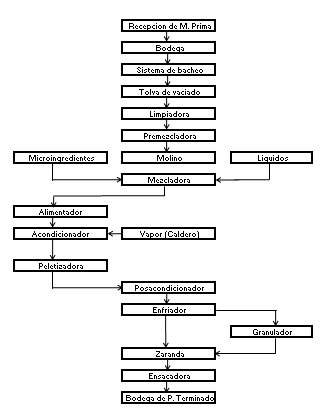 Recepcion de M. Prima
Bodega
Sistema de bacheo
Tolva de vaciado
Limpiadora
Premezcladora
Microingredientes
Molino
Liquidos
Mezcladora
Alimentador
Acondicionador
Vapor (Caldero)
Peletizadora
Posacondicionador
Enfriador
Granulador
Zaranda
Ensacadora
Bodega de P. Terminado